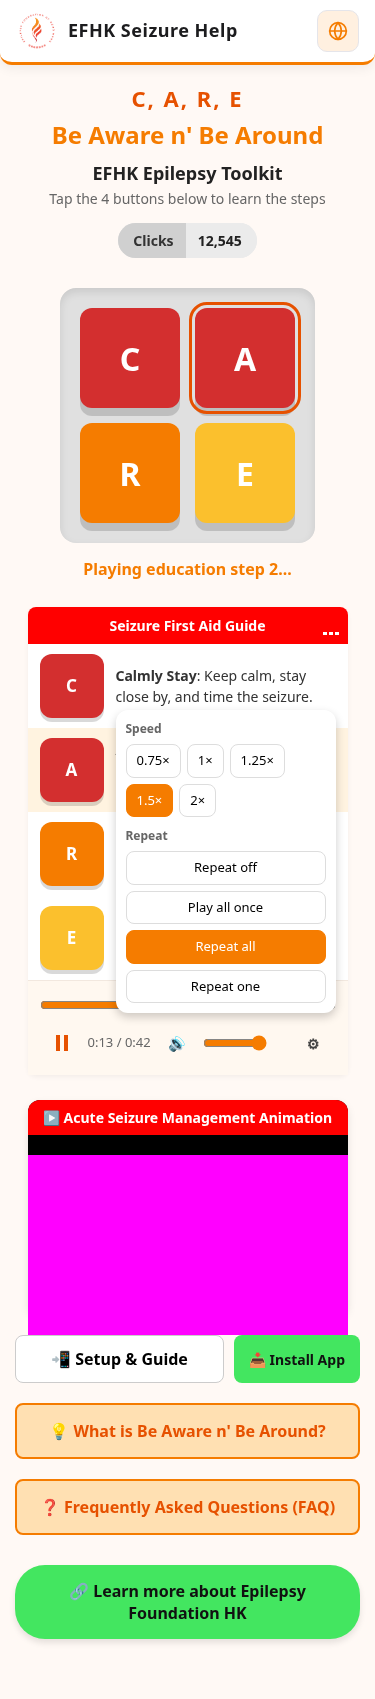 EFHK Seizure Help
C, A, R, E
Be Aware n' Be Around
EFHK Epilepsy Toolkit
Tap the 4 buttons below to learn the steps
Clicks 12,545
C A
R E
Playing education step 2...
Seizure First Aid Guide ...
C
Calmly Stay: Keep calm, stay
close by, and time the seizure.
A
R
E
Speed
0.75× 1× 1.25×
1.5× 2×
Repeat
Repeat off
Play all once
Repeat all
Repeat one
0:13 / 0:42
Acute Seizure Management Animation
Setup & Guide
Install App
What is Be Aware n' Be Around?
Frequently Asked Questions (FAQ)
Learn more about Epilepsy
Foundation HK